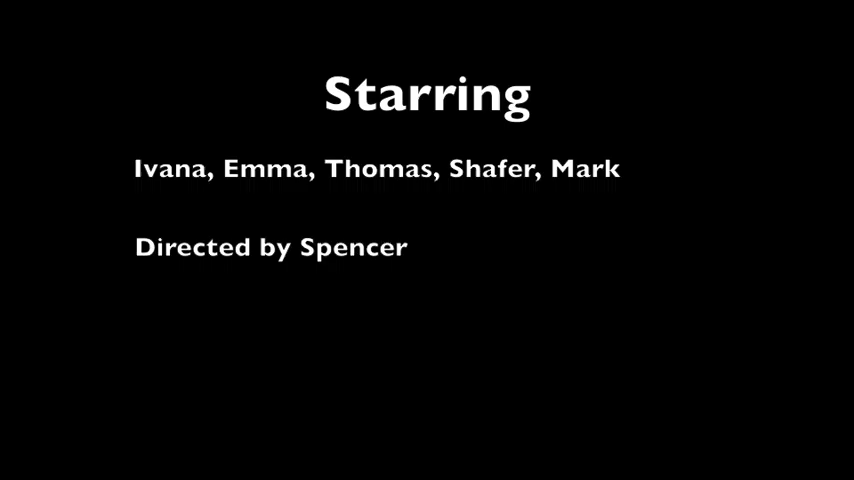 Starring
Ivana, Emma, Thomas, Shafer, Mark
Directed by Spencer